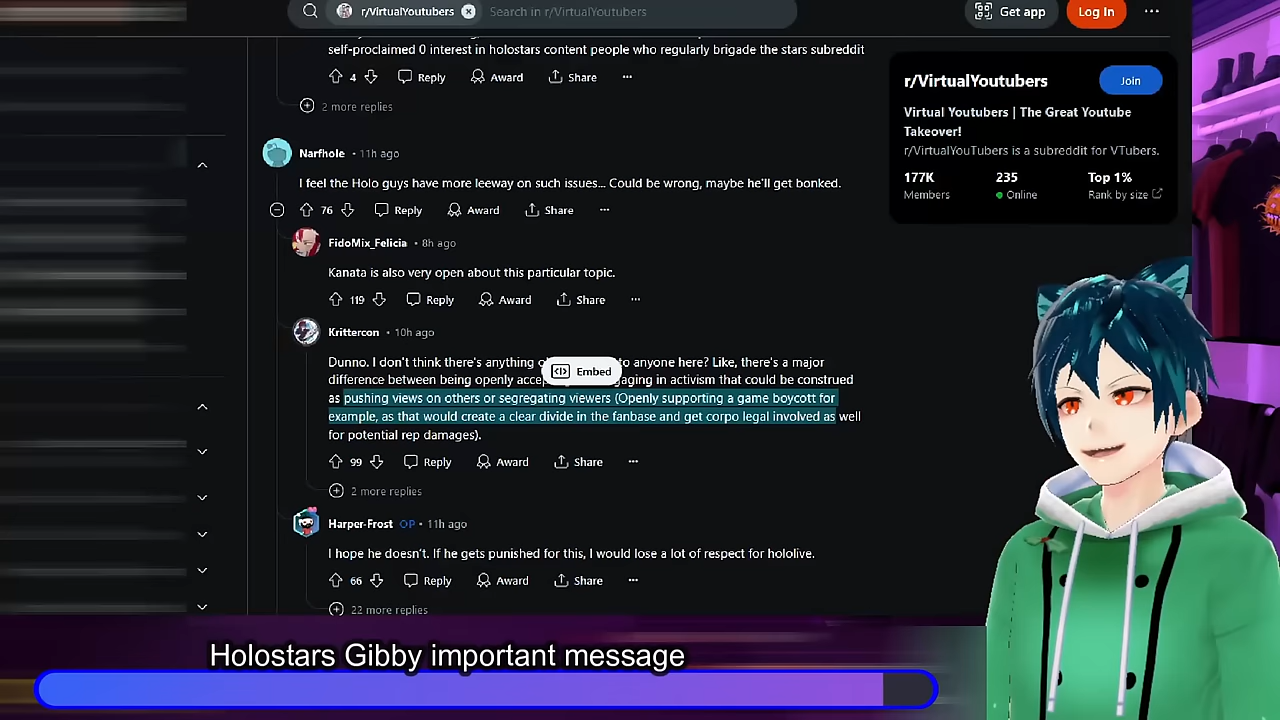 r/VirtualYoutubers
Search in r/VirtualYoutubers
Get app
Log In
self-proclaimed 0 interest in holostars content people who regularly brigade the stars subreddit
4 Reply Award Share
2 more replies
Narfhole • 11h ago
I feel the Holo guys have more leeway on such issues... Could be wrong, maybe he'll get bonked.
76 Reply Award Share
FidoMix_Felicia • 8h ago
Kanata is also very open about this particular topic.
119 Reply Award Share
Krittercon • 10h ago
Dunno. I don't think there's anything to anyone here? Like, there's a major
Embed
difference between being openly in activism that could be construed
as pushing views on others or segregating viewers (Openly supporting a game boycott for
example, as that would create a clear divide in the fanbase and get corpo legal involved as well
for potential rep damages).
99 Reply Award Share
2 more replies
Harper-Frost OP • 11h ago
I hope he doesn't. If he gets punished for this, I would lose a lot of respect for hololive.
66 Reply Award Share
22 more replies
r/VirtualYoutubers
Join
Virtual Youtubers | The Great Youtube
Takeover!
r/VirtualYouTubers is a subreddit for VTubers.
177K 235 Top 1%
Members Online Rank by size
Holostars Gibby important message